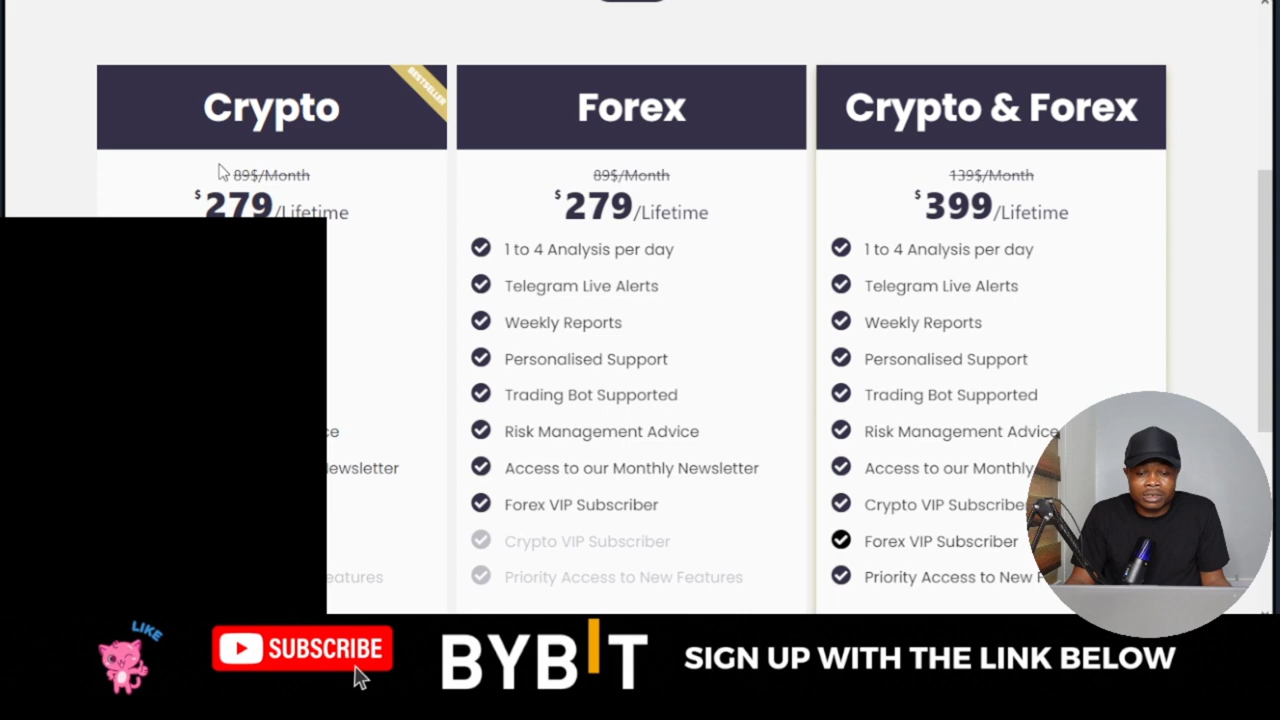 Crypto
BESTSELLER
89$/Month
$279/Lifetime
ce
ewsletter
eatures
Forex
89$/Month
$279/Lifetime
1 to 4 Analysis per day
Telegram Live Alerts
Weekly Reports
Personalised Support
Trading Bot Supported
Risk Management Advice
Access to our Monthly Newsletter
Forex VIP Subscriber
Crypto VIP Subscriber
Priority Access to New Features
Crypto & Forex
139$/Month
$399/Lifetime
1 to 4 Analysis per day
Telegram Live Alerts
Weekly Reports
Personalised Support
Trading Bot Supported
Risk Management Advice
Access to our Monthly
Crypto VIP Subscribe
Forex VIP Subscriber
Priority Access to New F
LIKE
SUBSCRIBE
BYBIT
SIGN UP WITH THE LINK BELOW